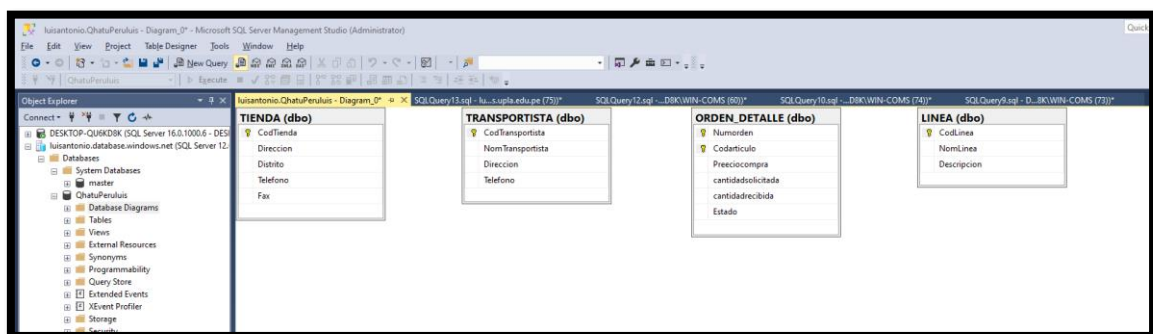 luisantonio.QhatuPeruluis - Diagram_0* - Microsoft SQL Server Management Studio (Administrator)
Quick
File Edit View Project Table Designer Tools Window Help
New Query
QhatuPeruluis Execute
Object Explorer
luisantonio.QhatuPeruluis - Diagram_0* SQLQuery13.sql - lu...s.upla.edu.pe (75))* SQLQuery12.sql -...D8K\WIN-COMS (60))* SQLQuery10.sql -...D8K\WIN-COMS (74))* SQLQuery9.sql - D...8K\WIN-COMS (73))*
Connect
DESKTOP-QU6KD8K (SQL Server 16.0.1000.6 - DESK
luisantonio.database.windows.net (SQL Server 12.
Databases
System Databases
master
QhatuPeruluis
Database Diagrams
Tables
Views
External Resources
Synonyms
Programmability
Query Store
Extended Events
XEvent Profiler
Storage
Security
TIENDA (dbo)
CodTienda
Direccion
Distrito
Telefono
Fax
TRANSPORTISTA (dbo)
CodTransportista
NomTransportista
Direccion
Telefono
ORDEN_DETALLE (dbo)
Numorden
Codarticulo
Preeciocompra
cantidadsolicitada
cantidadrecibida
Estado
LINEA (dbo)
CodLinea
NomLinea
Descripcion